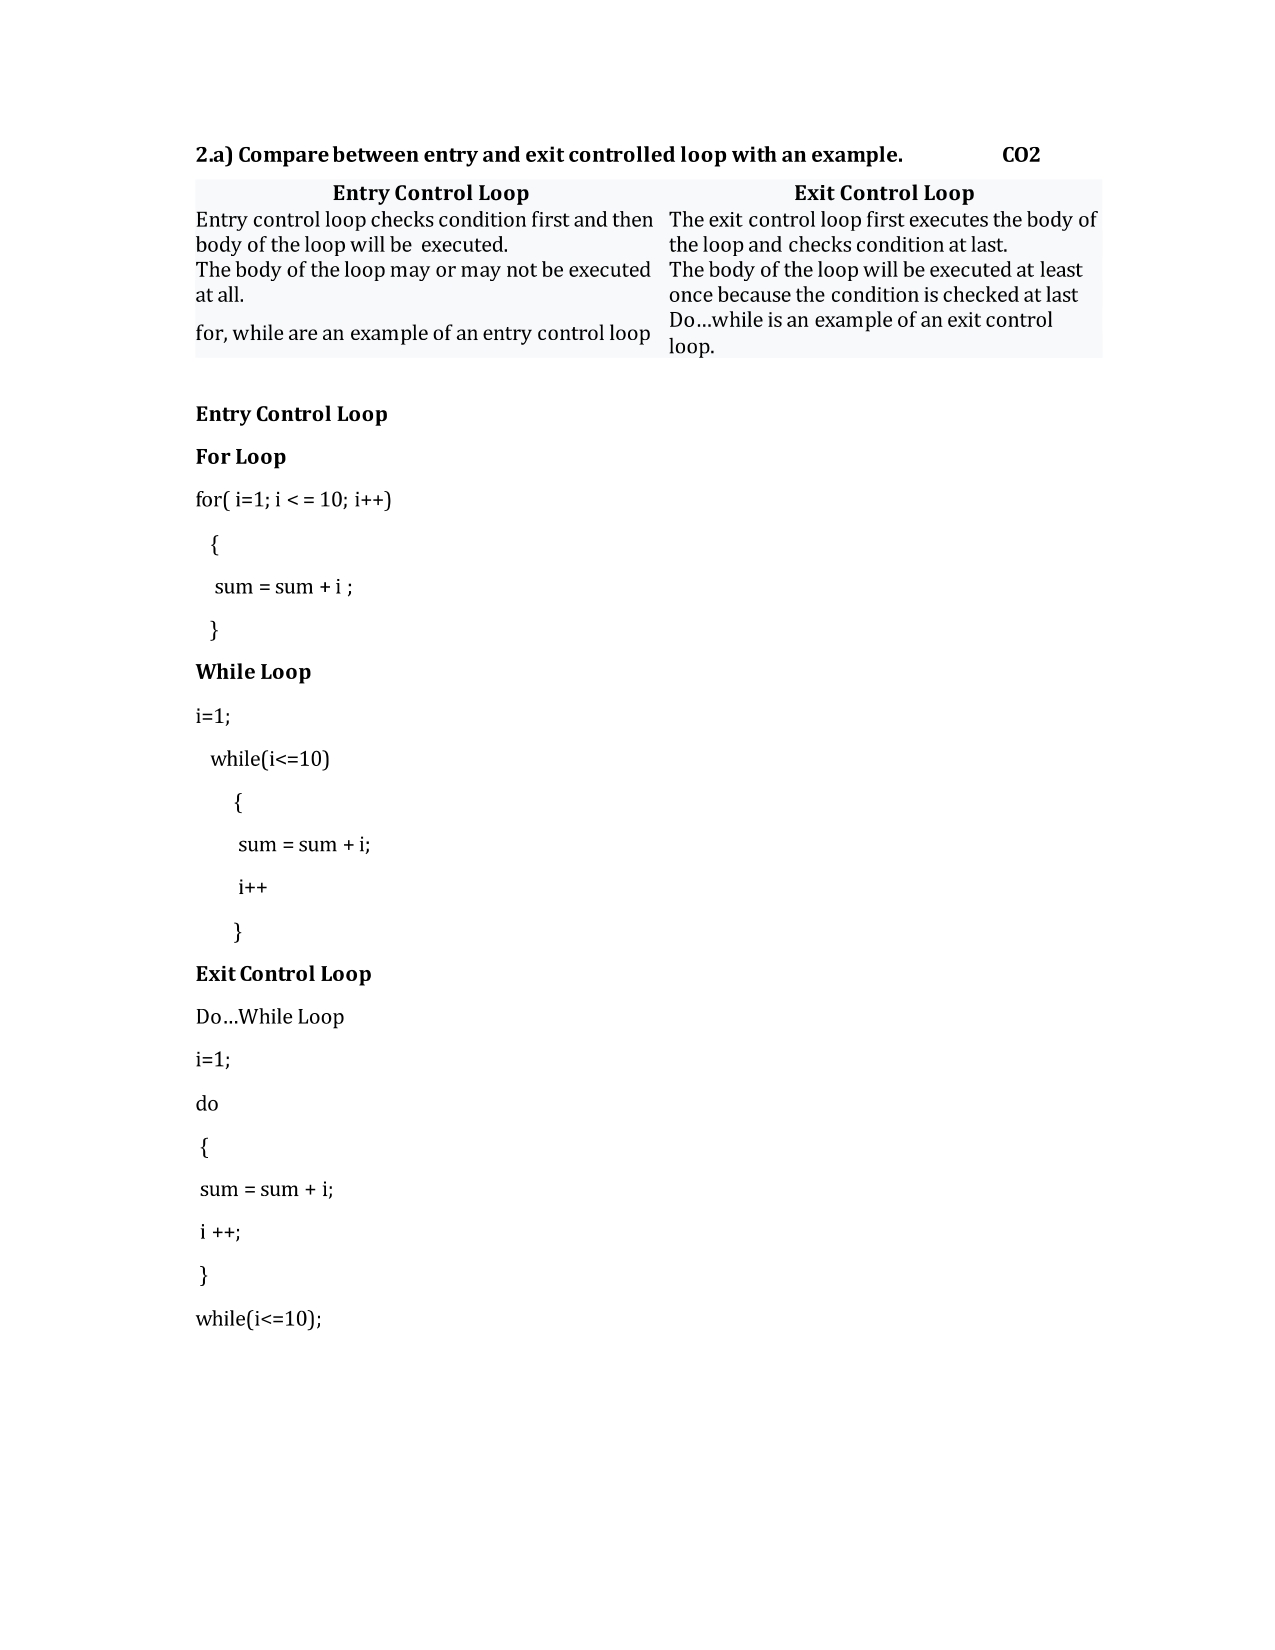 2.a) Compare between entry and exit controlled loop with an example. CO2
Entry Control Loop Exit Control Loop
Entry control loop checks condition first and then The exit control loop first executes the body of
body of the loop will be executed. the loop and checks condition at last.
The body of the loop may or may not be executed The body of the loop will be executed at least
at all. once because the condition is checked at last
for, while are an example of an entry control loop Do...while is an example of an exit control
loop.
Entry Control Loop
For Loop
for( i=1; i < = 10; i++)
{
sum = sum + i ;
}
While Loop
i=1;
while(i<=10)
{
sum = sum + i;
i++
}
Exit Control Loop
Do...While Loop
i=1;
do
{
sum = sum + i;
i ++;
}
while(i<=10);